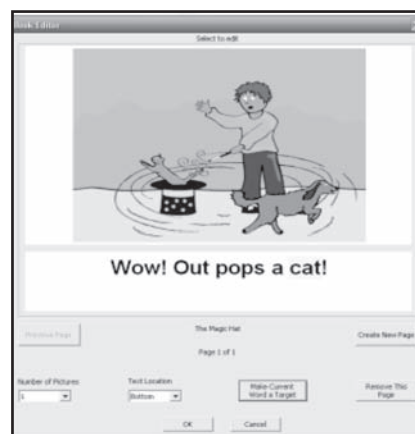 Book Editor
Select to edit
Wow! Out pops a cat!
Previous Page
The Magic Hat
Create New Page
Page 1 of 1
Number of Pictures
Text Location
Make Current
Word a Target
Remove This
Page
1
Bottom
OK
Cancel